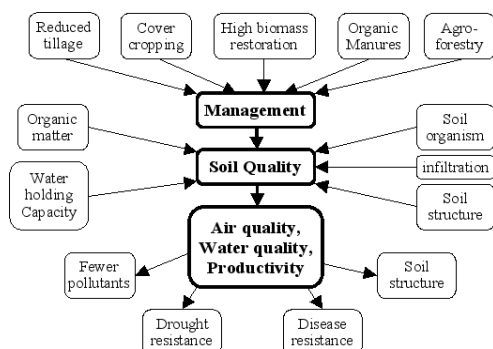 Reduced
tillage
Cover
cropping
High biomass
restoration
Organic
Manures
Agro-
forestry
Management
Organic
matter
Soil
organism
Soil Quality
infiltration
Water
holding
Capacity
Soil
structure
Air quality,
Water quality,
Productivity
Fewer
pollutants
Soil
structure
Drought
resistance
Disease
resistance